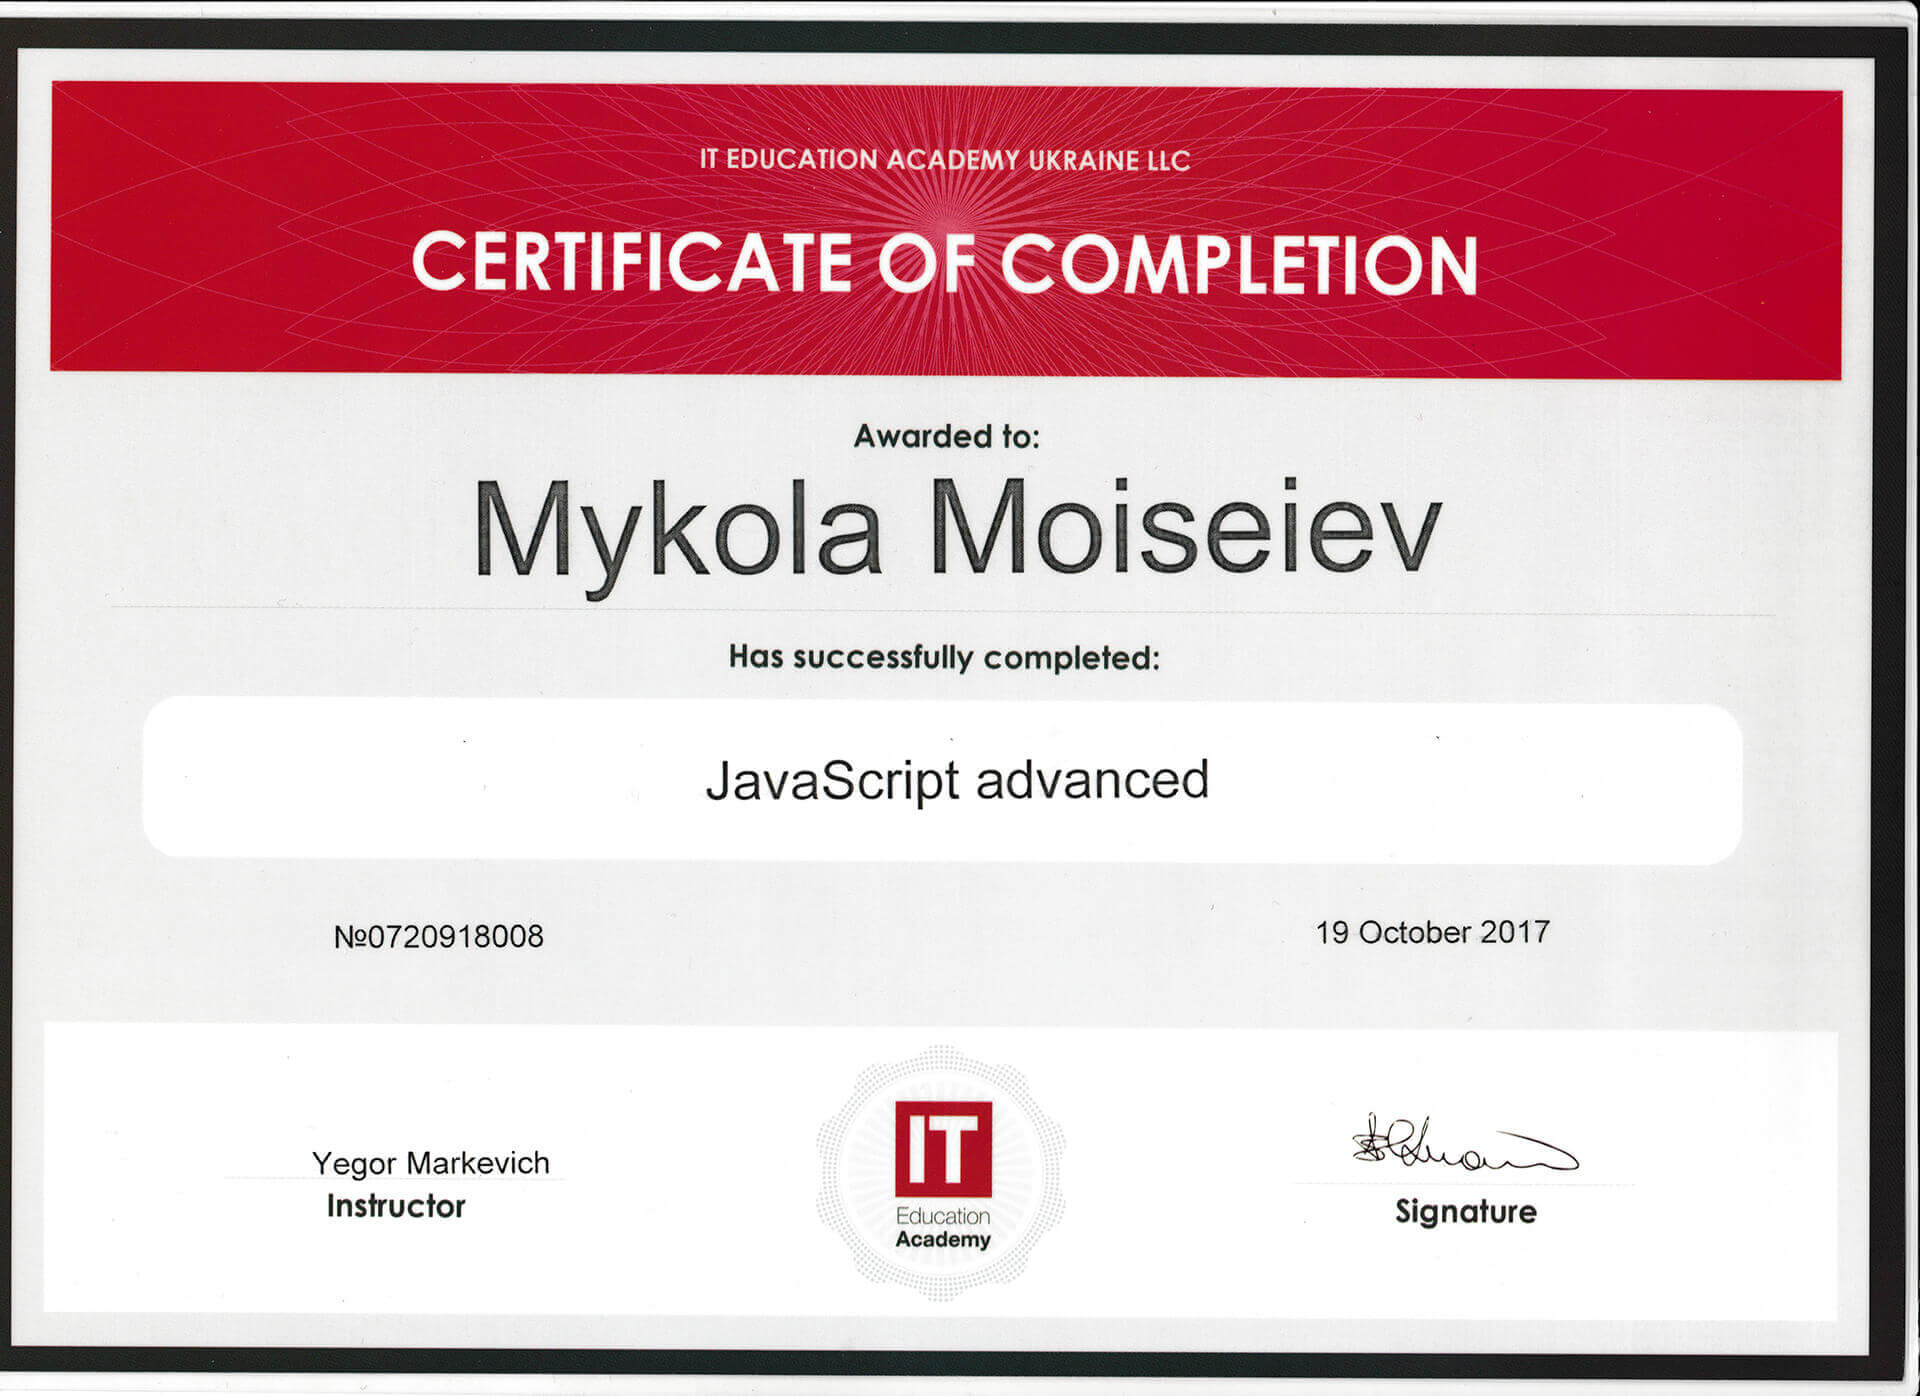 IT EDUCATION ACADEMY UKRAINE LLC
CERTIFICATE OF COMPLETION
Awarded to:
Mykola Moiseiev
Has successfully completed:
JavaScript advanced
№0720918008
19 October 2017
Yegor Markevich
Instructor
IT
Education
Academy
Signature